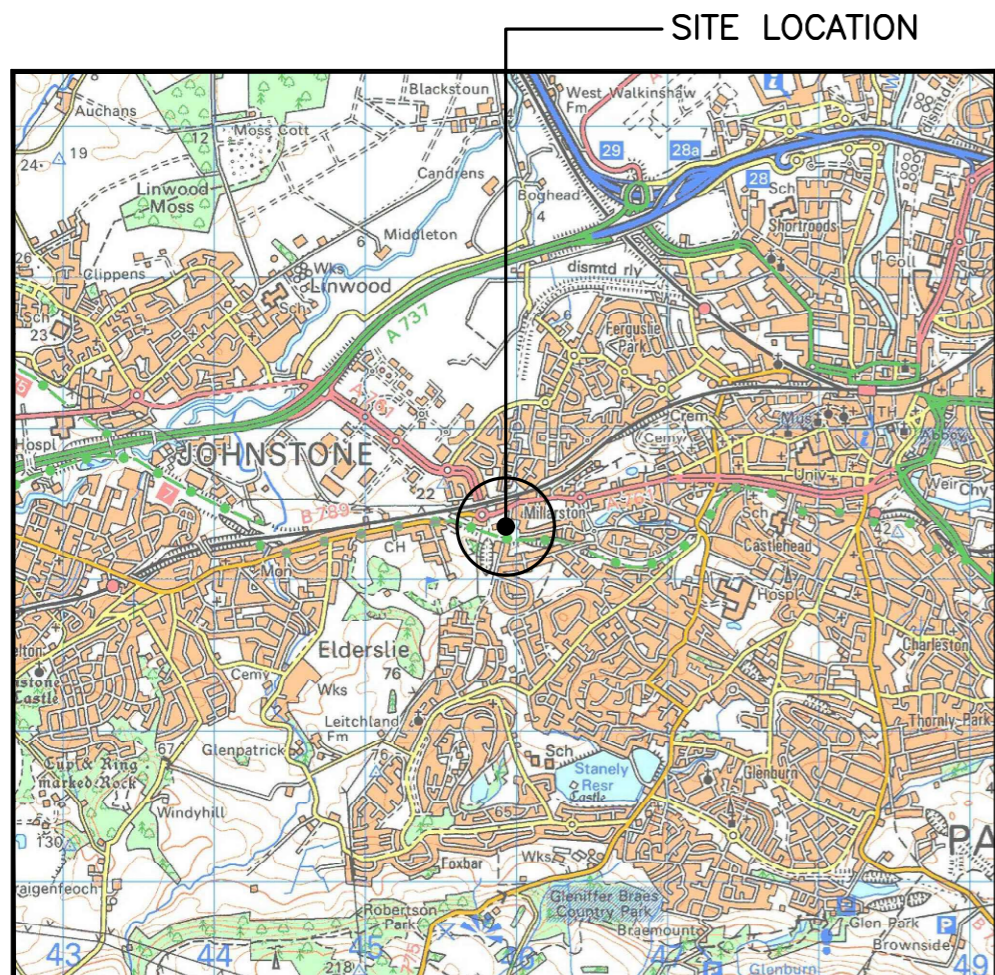 SITE LOCATION
Auchans
Blackstoun
West Walkinshaw
Fm
Moss Cott
12
24
19
29
28a
7
28
Sch
Candrens
Linwood
Moss
Boghead
4
Shortroods
26
6
Middleton
Coll
Clippens
Wks
Linwood
dismtd rly
Sch
23
A 737
6
Ferguslie
Park
A 761
Crem
Mus
TH
Cemy
Abbey
Hospl
JOHNSTONE
7
22
B 789
A 761
Univ
Weir
Chy
Millarston
Sch
42
CH
Mon
Castlehead
Hospl
Elderslie
Charleston
76
Cemy
Wks
Leitchland
Fm
Thornly Park
Glenpatrick
76
67
Sch
Stanely
Resr
Castle
Glenburn
Cup & Ring
marked Rock
Windyhill
65
130
PA
Foxbar
Wks
raigenfeoch
Gleniffer Braes
Country Park
Robertson
Park
Braemount
Glen Park
P
Brownside
43
44
45
46
47
49
218
Glenburn